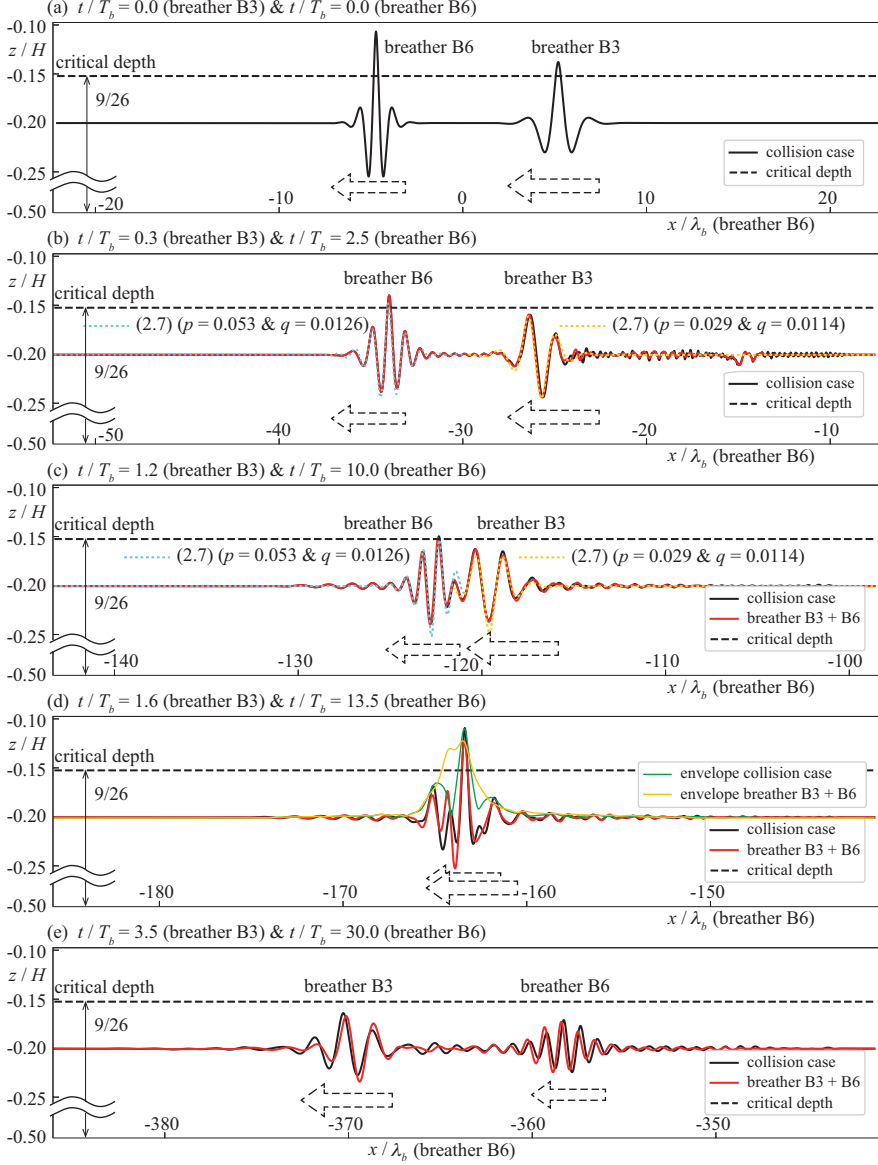 (a) t / T_b = 0.0 (breather B3) & t / T_b = 0.0 (breather B6)
-0.10
z / H
critical depth
breather B6
breather B3
-0.15
9/26
-0.20
collision case
critical depth
-0.25
-0.50
-20
-10
0
10
20
x / λ_b (breather B6)
(b) t / T_b = 0.3 (breather B3) & t / T_b = 2.5 (breather B6)
-0.10
z / H
critical depth
breather B6
breather B3
-0.15
(2.7) (p = 0.053 & q = 0.0126)
(2.7) (p = 0.029 & q = 0.0114)
-0.20
9/26
collision case
critical depth
-0.25
-0.50
-50
-40
-30
-20
-10
x / λ_b (breather B6)
(c) t / T_b = 1.2 (breather B3) & t / T_b = 10.0 (breather B6)
-0.10
z / H
critical depth
breather B6
breather B3
-0.15
(2.7) (p = 0.053 & q = 0.0126)
(2.7) (p = 0.029 & q = 0.0114)
-0.20
9/26
collision case
breather B3 + B6
critical depth
-0.25
-0.50
-140
-130
-120
-110
-100
x / λ_b (breather B6)
(d) t / T_b = 1.6 (breather B3) & t / T_b = 13.5 (breather B6)
-0.10
z / H
critical depth
-0.15
envelope collision case
envelope breather B3 + B6
9/26
-0.20
collision case
breather B3 + B6
critical depth
-0.25
-0.50
-180
-170
-160
-150
x / λ_b (breather B6)
(e) t / T_b = 3.5 (breather B3) & t / T_b = 30.0 (breather B6)
-0.10
z / H
critical depth
breather B3
breather B6
-0.15
9/26
-0.20
collision case
breather B3 + B6
critical depth
-0.25
-0.50
-380
-370
-360
-350
x / λ_b (breather B6)